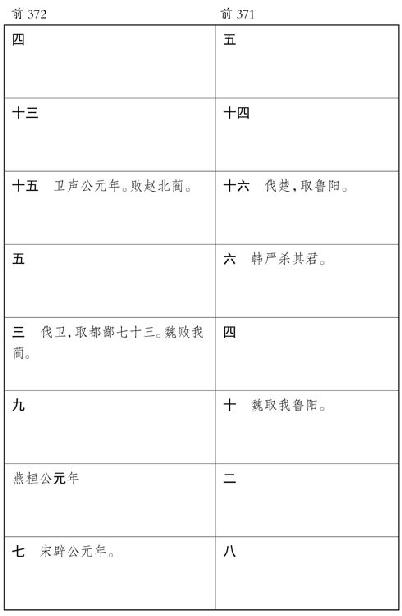 前 372 前 371
四 五
十三 十四
十五 卫声公元年。败赵北蔺。 十六 伐楚，取鲁阳。
五 六 韩严杀其君。
三 伐卫，取都鄙七十三。魏败我 四
蔺。
九 十 魏取我鲁阳。
燕桓公元年 二
七 宋辟公元年。 八